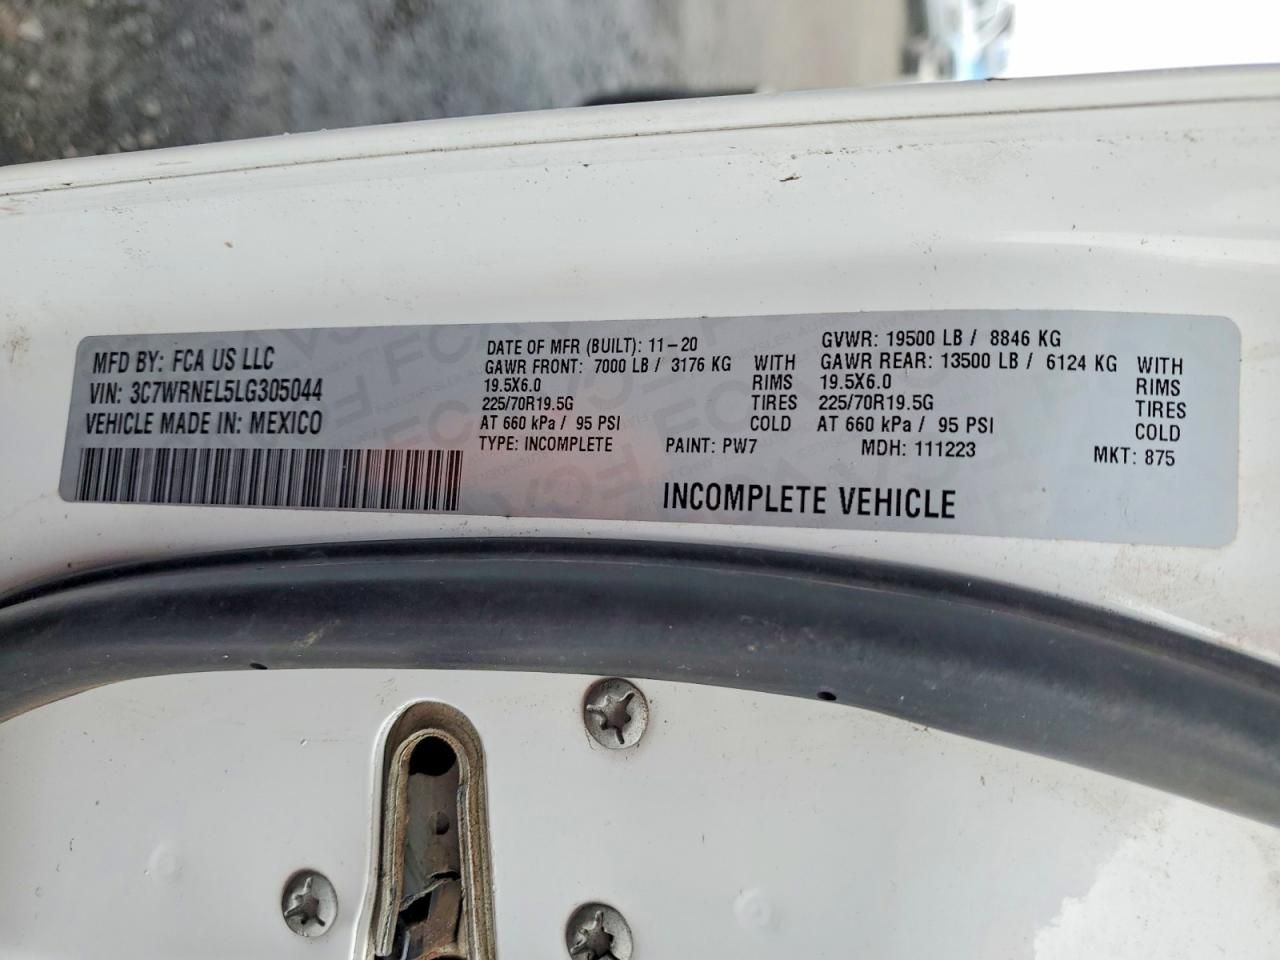 MFD BY: FCA US LLC
VIN: 3C7WRNEL5LG305044
VEHICLE MADE IN: MEXICO
DATE OF MFR (BUILT): 11-20
GAWR FRONT: 7000 LB / 3176 KG WITH
19.5X6.0 RIMS
225/70R19.5G TIRES
AT 660 kPa / 95 PSI COLD
GVWR: 19500 LB / 8846 KG
GAWR REAR: 13500 LB / 6124 KG WITH
19.5X6.0 RIMS
225/70R19.5G TIRES
AT 660 kPa / 95 PSI COLD
TYPE: INCOMPLETE PAINT: PW7 MDH: 111223 MKT: 875
INCOMPLETE VEHICLE